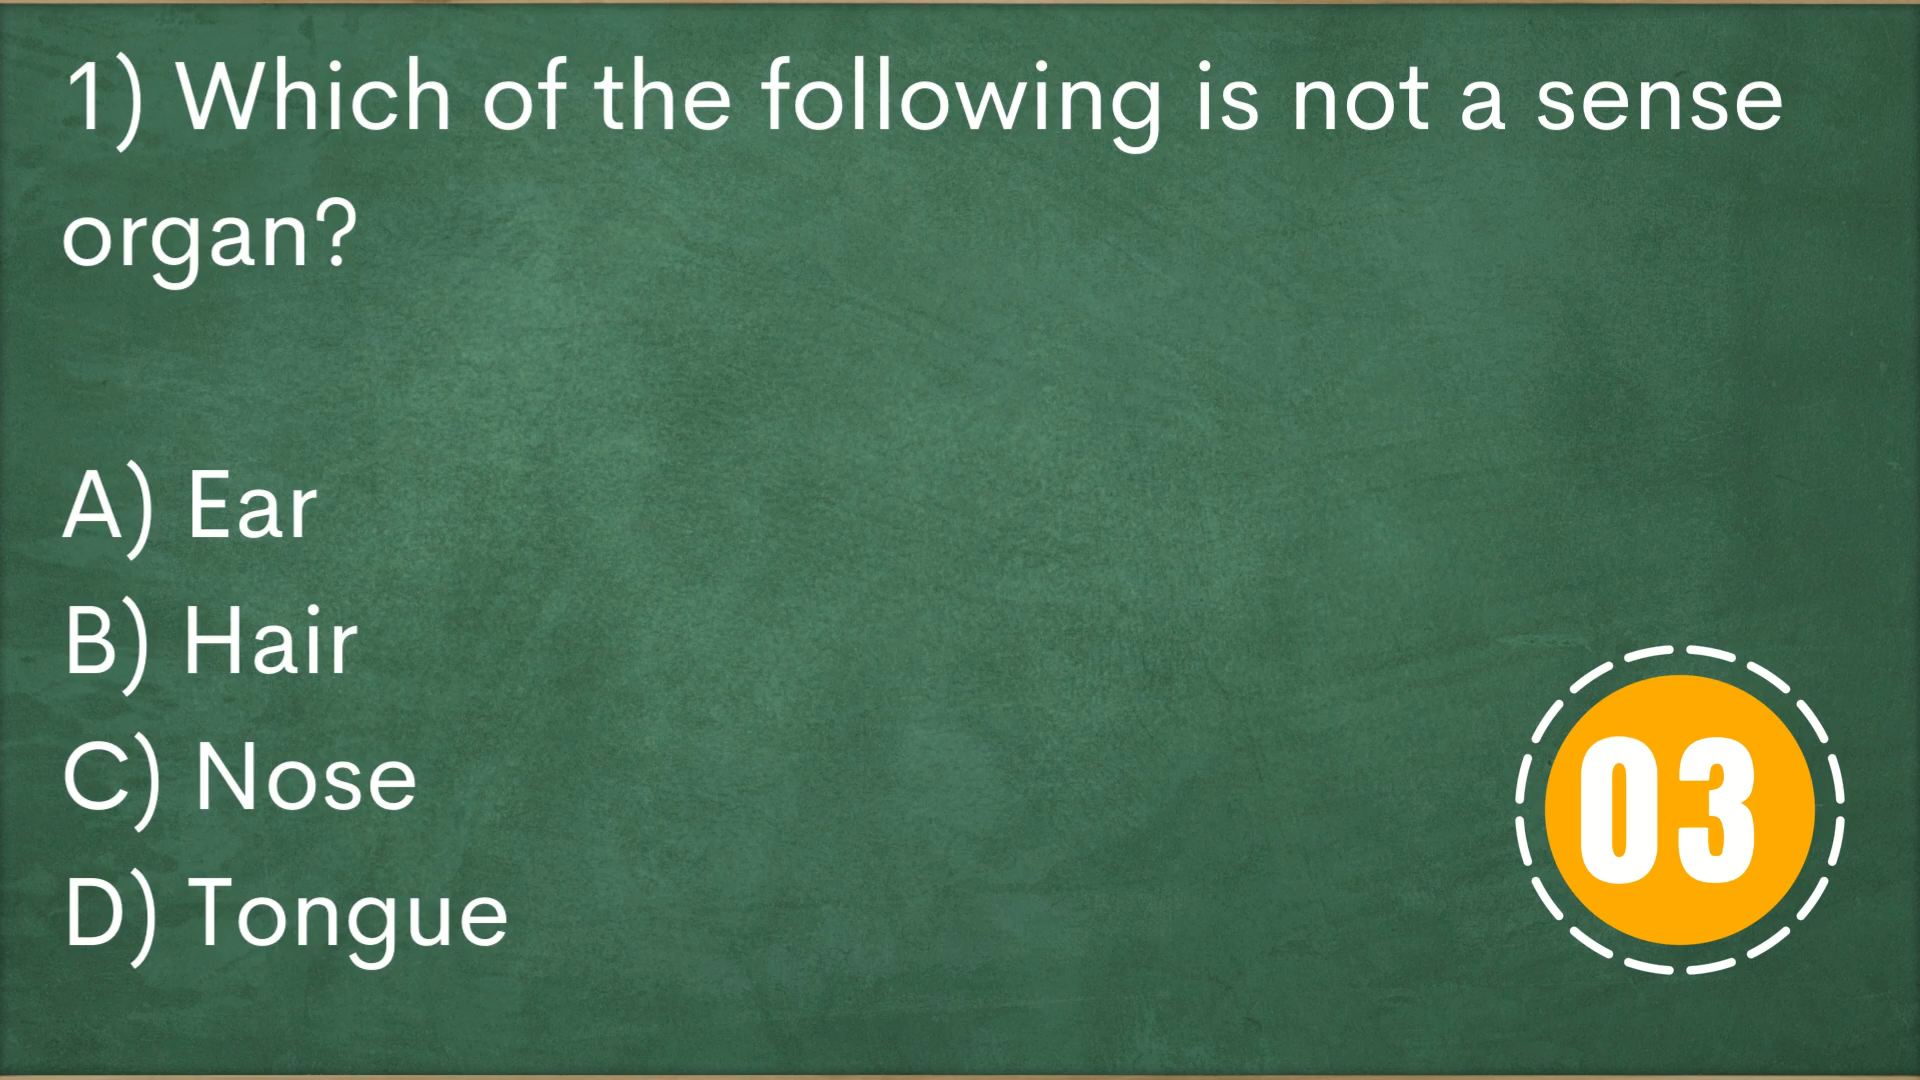 1) Which of the following is not a sense
organ?
A) Ear
B) Hair
C) Nose
D) Tongue
03